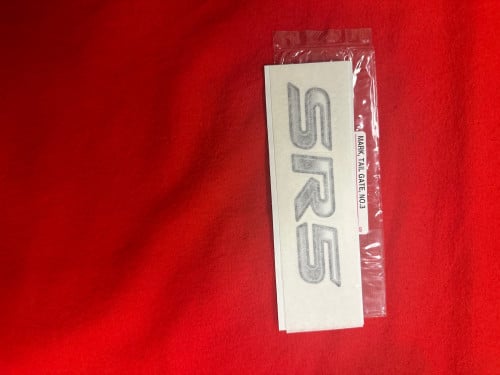 SR5
MARK, TAIL GATE, NO.3